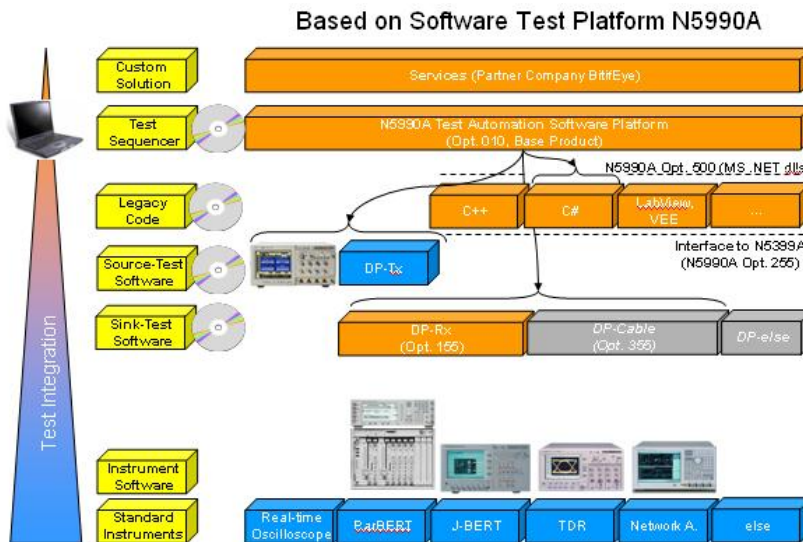 Based on Software Test Platform N5990A
Custom
Solution
Services (Partner Company BitifEye)
Test
Sequencer
N5990A Test Automation Software Platform
(Opt. 010, Base Product)
N5990A Opt. 500 (MS .NET dlls
Legacy
Code
C++
C#
LabView,
VEE
...
Interface to N5399A
(N5990A Opt. 255)
Source-Test
Software
DP-Tx
Sink-Test
Software
DP-Rx
(Opt. 155)
DP-Cable
(Opt. 355)
DP-else
Test Integration
Instrument
Software
Standard
Instruments
Real-time
Oscilloscope
ParBERT
J-BERT
TDR
Network A.
else